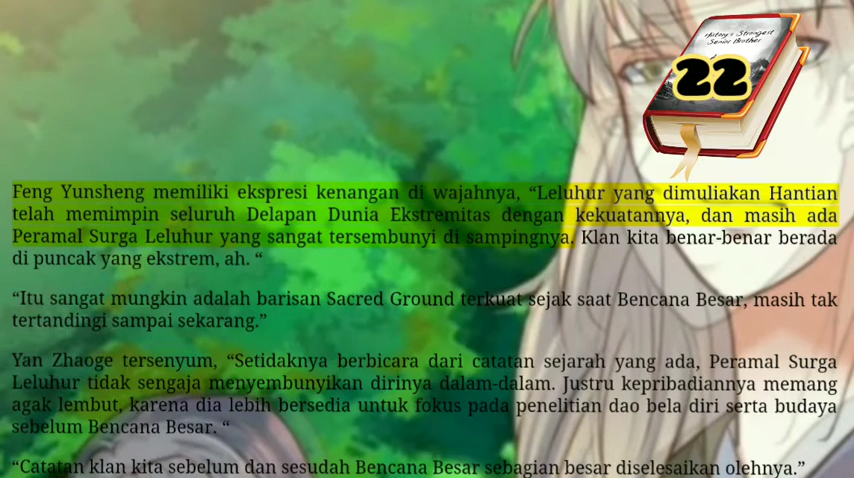 History's Strongest
Senior Brother
22
Feng Yunsheng memiliki ekspresi kenangan di wajahnya, “Leluhur yang dimuliakan Hantian
telah memimpin seluruh Delapan Dunia Ekstremitas dengan kekuatannya, dan masih ada
Peramal Surga Leluhur yang sangat tersembunyi di sampingnya. Klan kita benar-benar berada
di puncak yang ekstrem, ah. “
“Itu sangat mungkin adalah barisan Sacred Ground terkuat sejak saat Bencana Besar, masih tak
tertandingi sampai sekarang.”
Yan Zhaoge tersenyum, “Setidaknya berbicara dari catatan sejarah yang ada, Peramal Surga
Leluhur tidak sengaja menyembunyikan dirinya dalam-dalam. Justru kepribadiannya memang
agak lembut, karena dia lebih bersedia untuk fokus pada penelitian dao bela diri serta budaya
sebelum Bencana Besar. “
“Catatan klan kita sebelum dan sesudah Bencana Besar sebagian besar diselesaikan olehnya.”